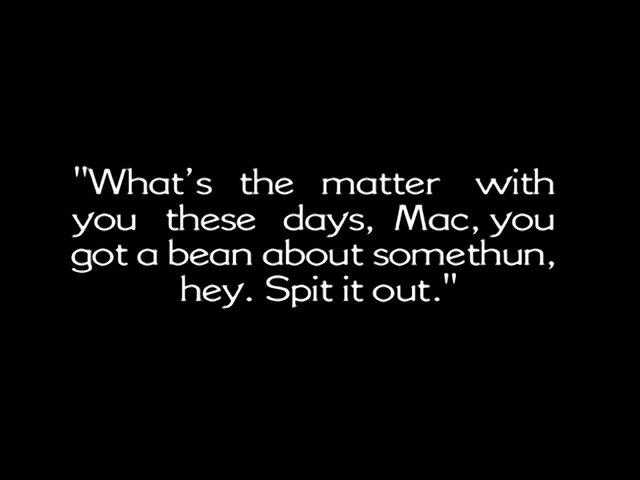 "What's the matter with
you these days, Mac, you
got a bean about somethun,
hey. Spit it out."